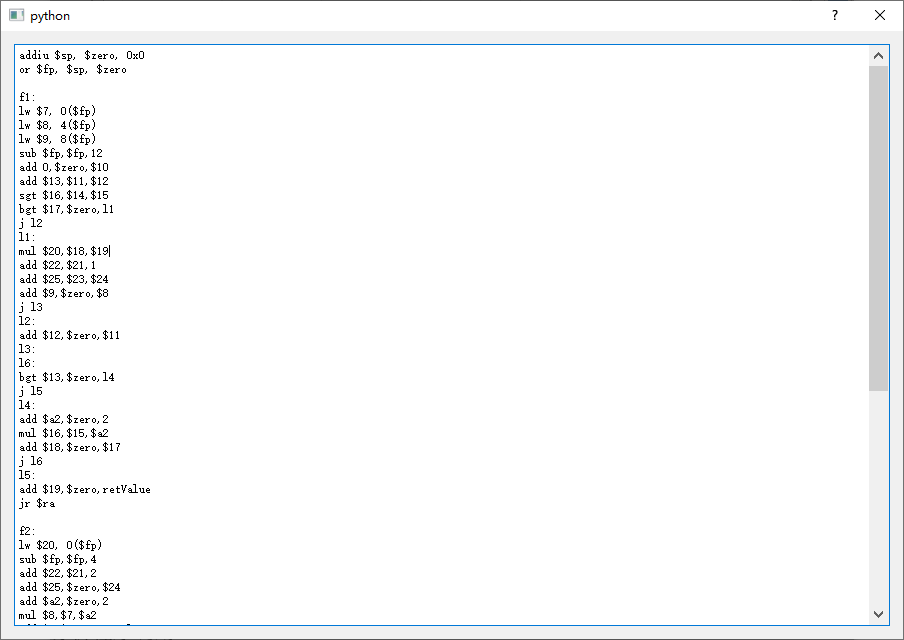 python
addiu $sp, $zero, 0x0
or $fp, $sp, $zero
f1:
lw $7, 0($fp)
lw $8, 4($fp)
lw $9, 8($fp)
sub $fp,$fp,12
add 0,$zero,$10
add $13,$11,$12
sgt $16,$14,$15
bgt $17,$zero,l1
j l2
l1:
mul $20,$18,$19
add $22,$21,1
add $25,$23,$24
add $9,$zero,$8
j l3
l2:
add $12,$zero,$11
l3:
l6:
bgt $13,$zero,l4
j l5
l4:
add $a2,$zero,2
mul $16,$15,$a2
add $18,$zero,$17
j l6
l5:
add $19,$zero,retValue
jr $ra
f2:
lw $20, 0($fp)
sub $fp,$fp,4
add $22,$21,2
add $25,$zero,$24
add $a2,$zero,2
mul $8,$7,$a2